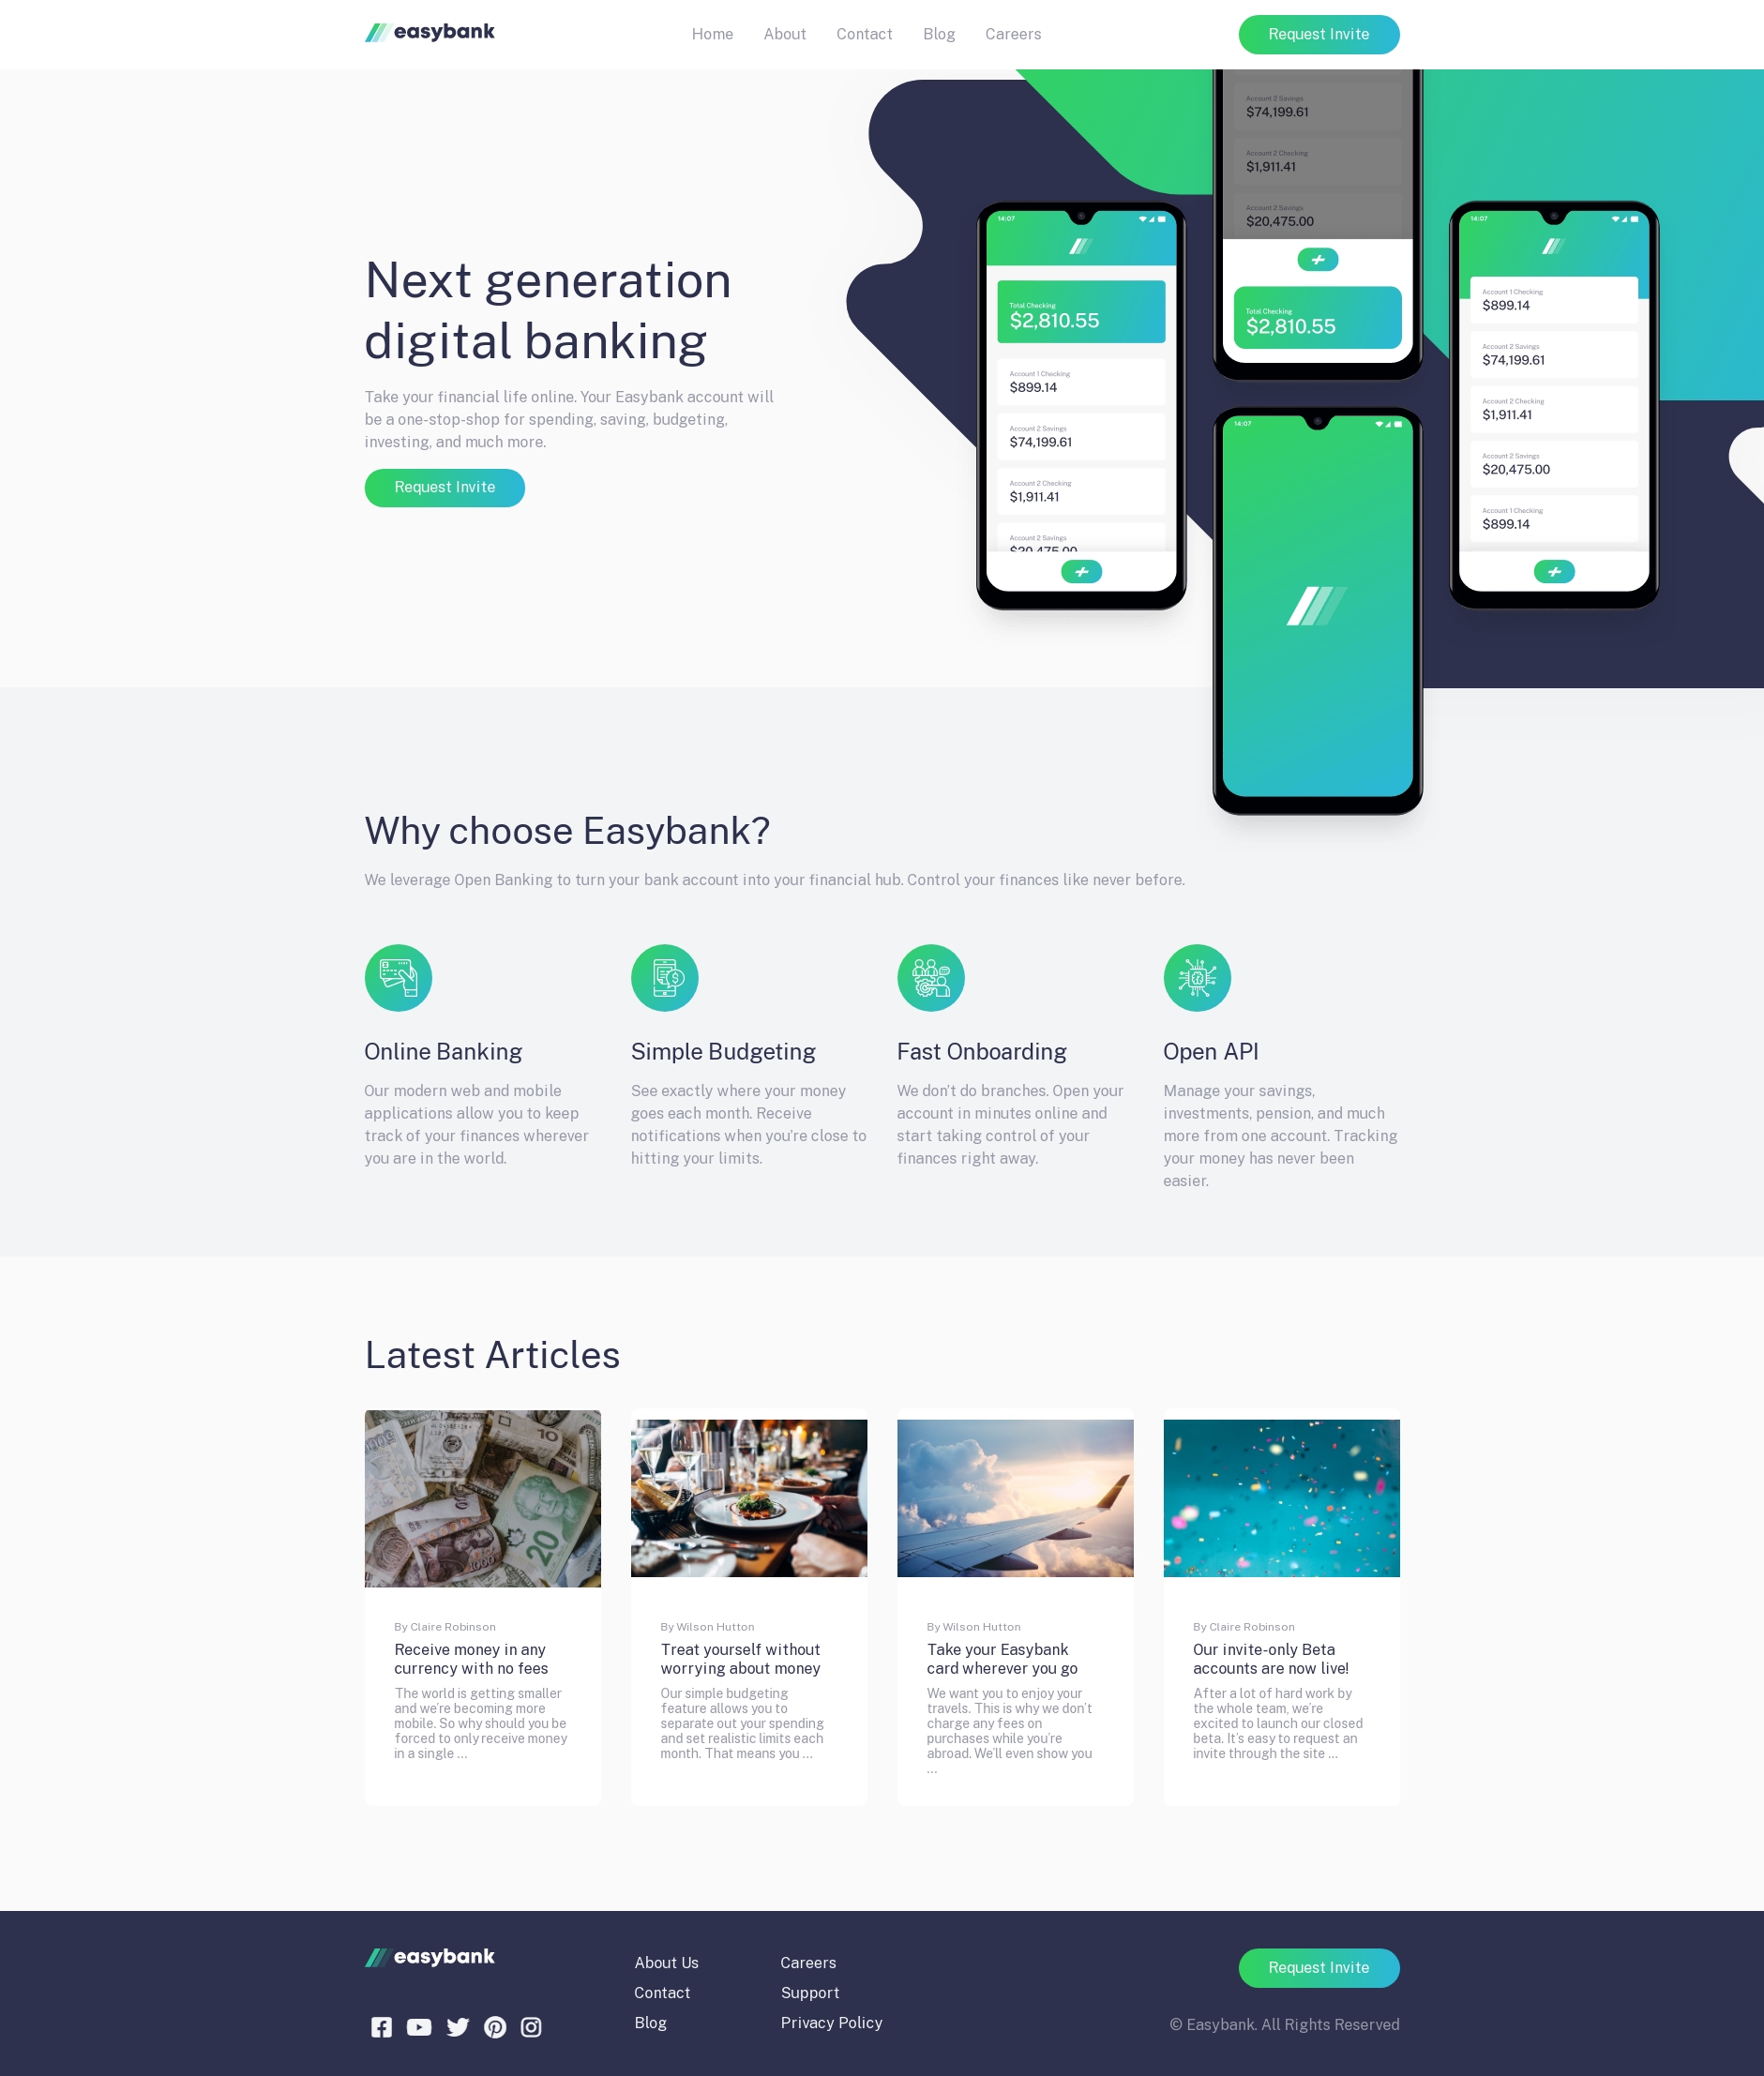 easybank
Home
About
Contact
Blog
Careers
Request Invite
Next generation
digital banking
Take your financial life online. Your Easybank account will
be a one-stop-shop for spending, saving, budgeting,
investing, and much more.
Request Invite
14:07
Total Checking
$2,810.55
Account 1 Checking
$899.14
Account 2 Savings
$74,199.61
Account 2 Checking
$1,911.41
Account 2 Savings
$20,475.00
Account 2 Savings
$74,199.61
Account 2 Checking
$1,911.41
Account 2 Savings
$20,475.00
Total Checking
$2,810.55
14:07
14:07
Account 1 Checking
$899.14
Account 2 Savings
$74,199.61
Account 2 Checking
$1,911.41
Account 2 Savings
$20,475.00
Account 1 Checking
$899.14
Why choose Easybank?
We leverage Open Banking to turn your bank account into your financial hub. Control your finances like never before.
Online Banking
Our modern web and mobile
applications allow you to keep
track of your finances wherever
you are in the world.
Simple Budgeting
See exactly where your money
goes each month. Receive
notifications when you’re close to
hitting your limits.
Fast Onboarding
We don’t do branches. Open your
account in minutes online and
start taking control of your
finances right away.
Open API
Manage your savings,
investments, pension, and much
more from one account. Tracking
your money has never been
easier.
Latest Articles
10
20
1000
By Claire Robinson
Receive money in any
currency with no fees
The world is getting smaller
and we’re becoming more
mobile. So why should you be
forced to only receive money
in a single …
By Wilson Hutton
Treat yourself without
worrying about money
Our simple budgeting
feature allows you to
separate out your spending
and set realistic limits each
month. That means you …
By Wilson Hutton
Take your Easybank
card wherever you go
We want you to enjoy your
travels. This is why we don’t
charge any fees on
purchases while you’re
abroad. We’ll even show you
…
By Claire Robinson
Our invite-only Beta
accounts are now live!
After a lot of hard work by
the whole team, we’re
excited to launch our closed
beta. It’s easy to request an
invite through the site …
easybank
About Us
Contact
Blog
Careers
Support
Privacy Policy
Request Invite
© Easybank. All Rights Reserved